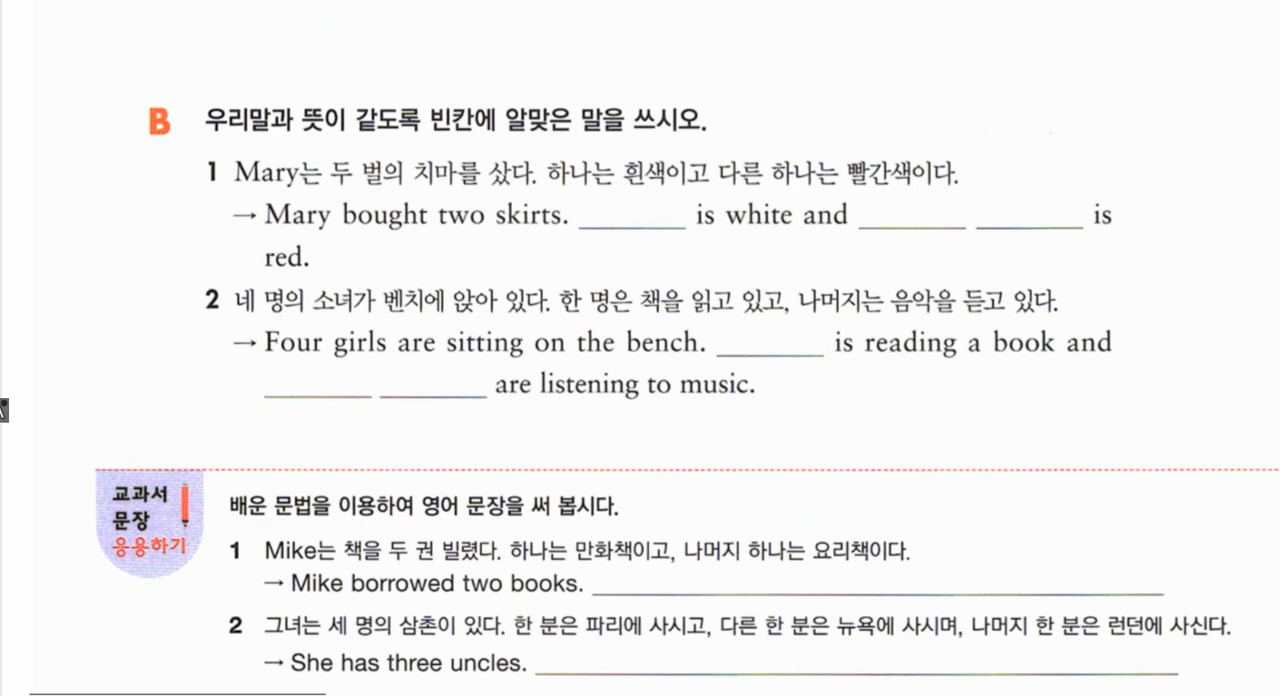 B 우리말과 뜻이 같도록 빈칸에 알맞은 말을 쓰시오.
1 Mary는 두 벌의 치마를 샀다. 하나는 흰색이고 다른 하나는 빨간색이다.
→ Mary bought two skirts. ________ is white and ________ ________ is
red.
2 네 명의 소녀가 벤치에 앉아 있다. 한 명은 책을 읽고 있고, 나머지는 음악을 듣고 있다.
→ Four girls are sitting on the bench. ________ is reading a book and
________ ________ are listening to music.
교과서
문장
응용하기
배운 문법을 이용하여 영어 문장을 써 봅시다.
1 Mike는 책을 두 권 빌렸다. 하나는 만화책이고, 나머지 하나는 요리책이다.
→ Mike borrowed two books. ________
2 그녀는 세 명의 삼촌이 있다. 한 분은 파리에 사시고, 다른 한 분은 뉴욕에 사시며, 나머지 한 분은 런던에 사신다.
→ She has three uncles. ________